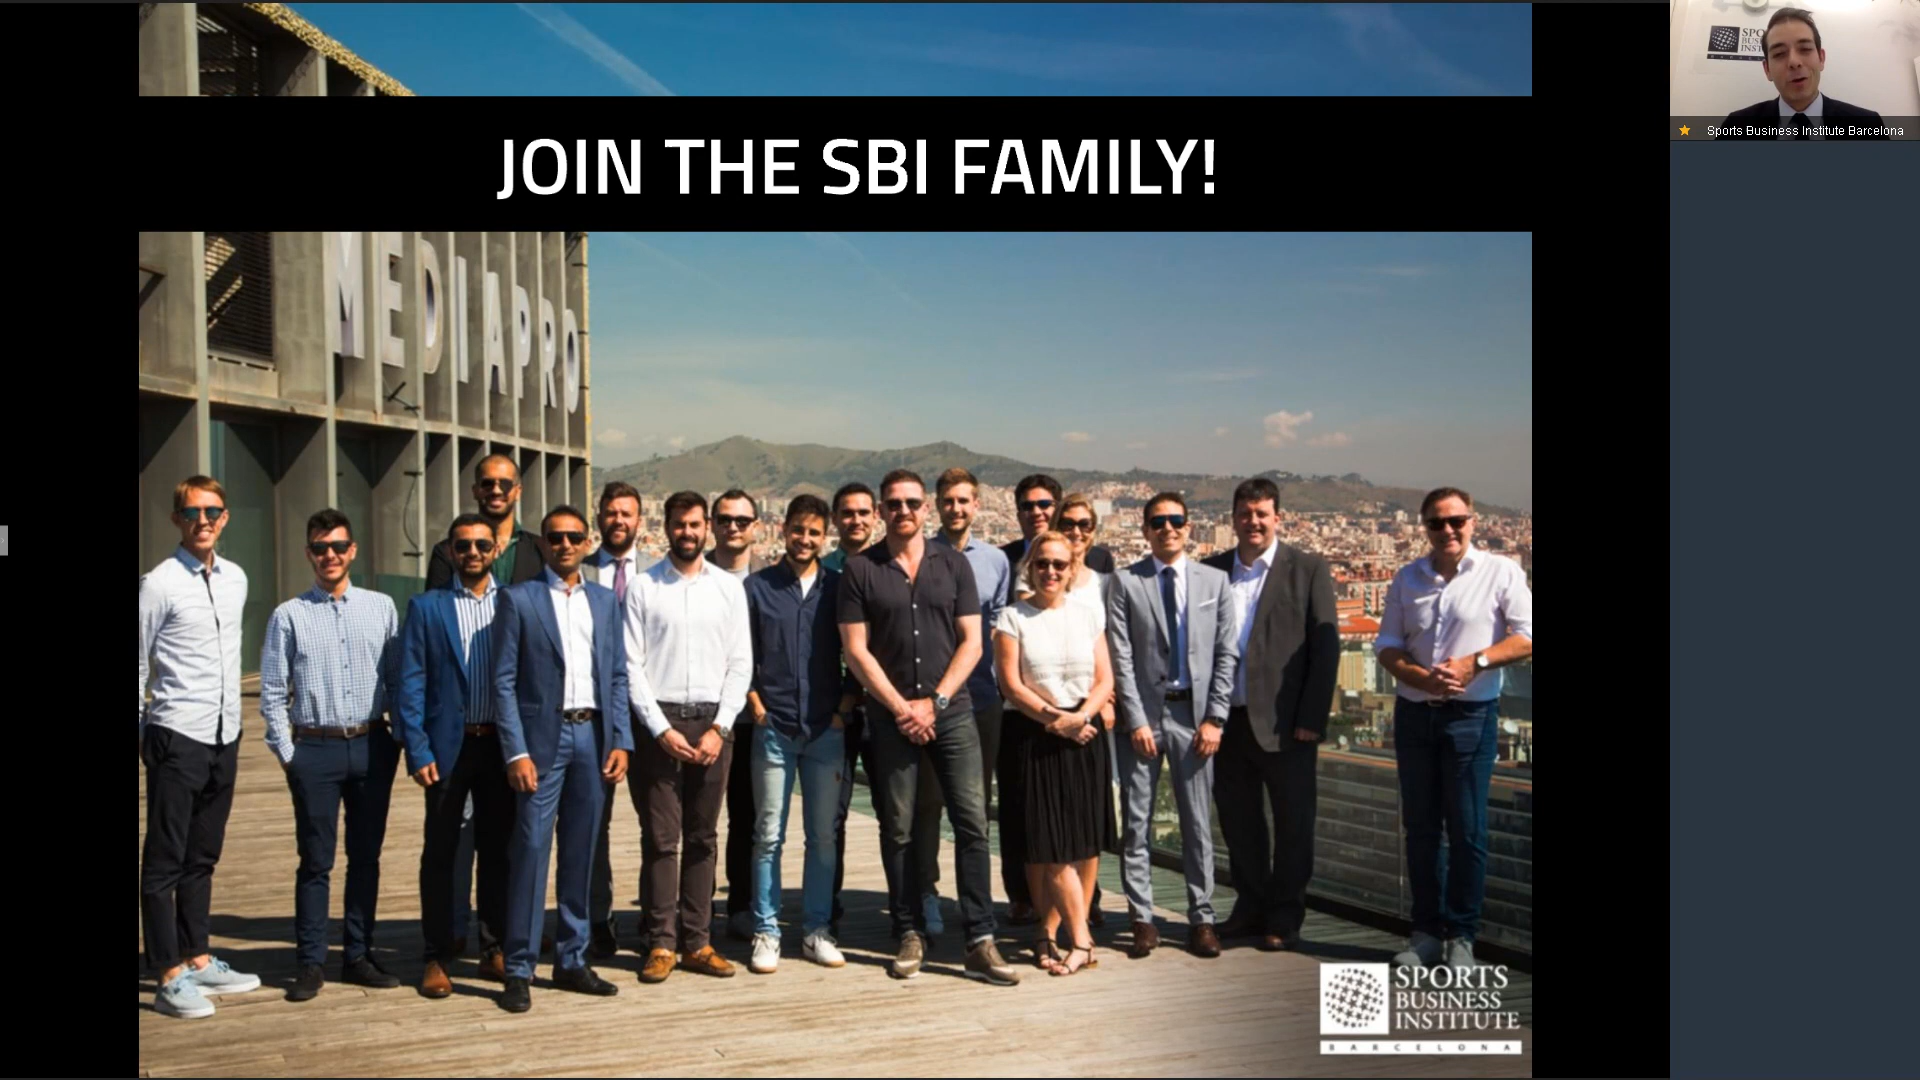 JOIN THE SBI FAMILY!
MEDIAPRO
SPORTS
BUSINESS
INSTITUTE
BARCELONA
Sports Business Institute Barcelona